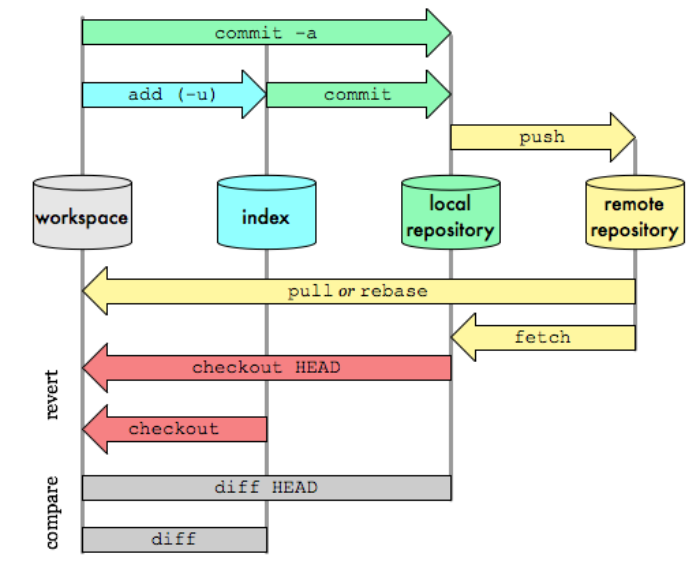 commit -a
add (-u)
commit
push
workspace
index
local
repository
remote
repository
pull or rebase
fetch
revert
checkout HEAD
checkout
compare
diff HEAD
diff